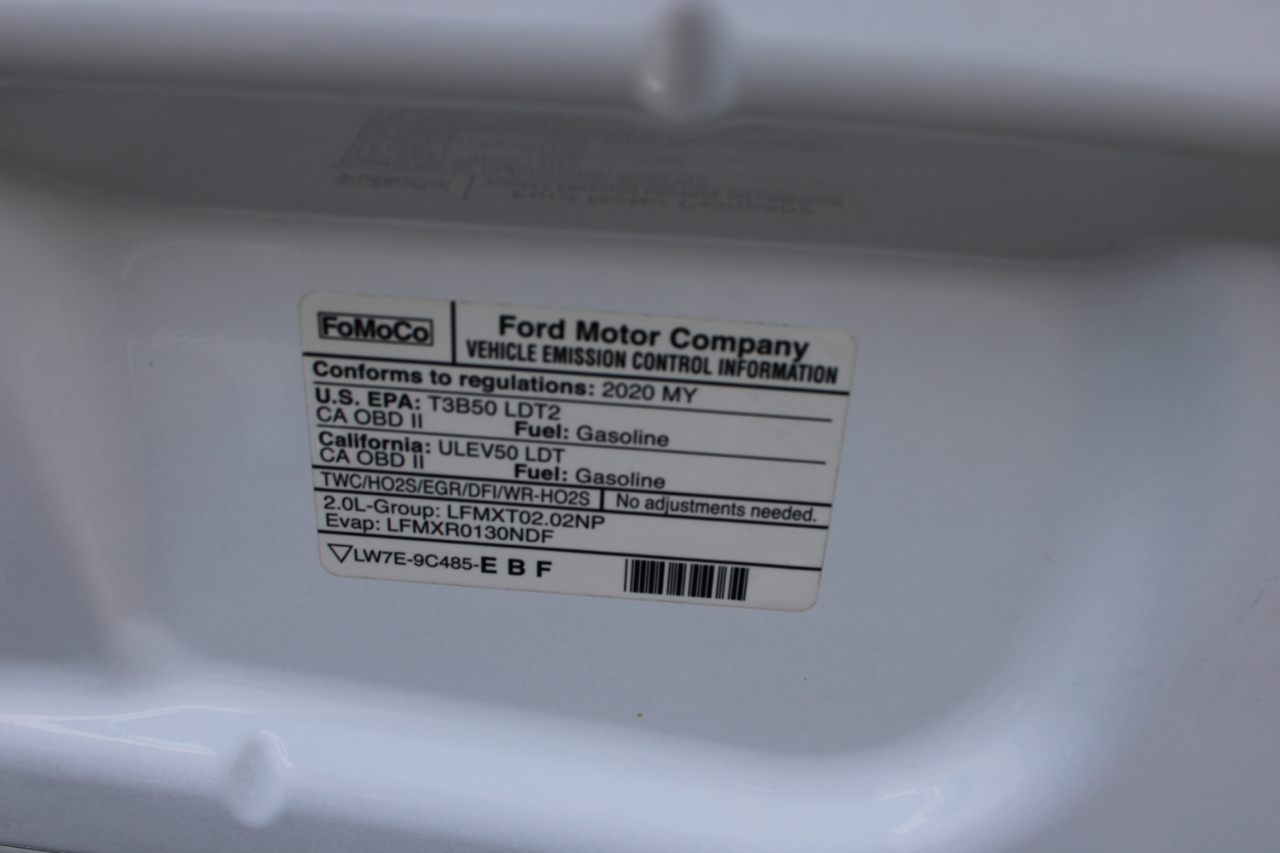 FoMoCo
Ford Motor Company
VEHICLE EMISSION CONTROL INFORMATION
Conforms to regulations: 2020 MY
U.S. EPA: T3B50 LDT2
CA OBD II Fuel: Gasoline
California: ULEV50 LDT
CA OBD II Fuel: Gasoline
TWC/HO2S/EGR/DFI/WR-HO2S No adjustments needed.
2.0L-Group: LFMXT02.02NP
Evap: LFMXR0130NDF
LW7E-9C485-E B F